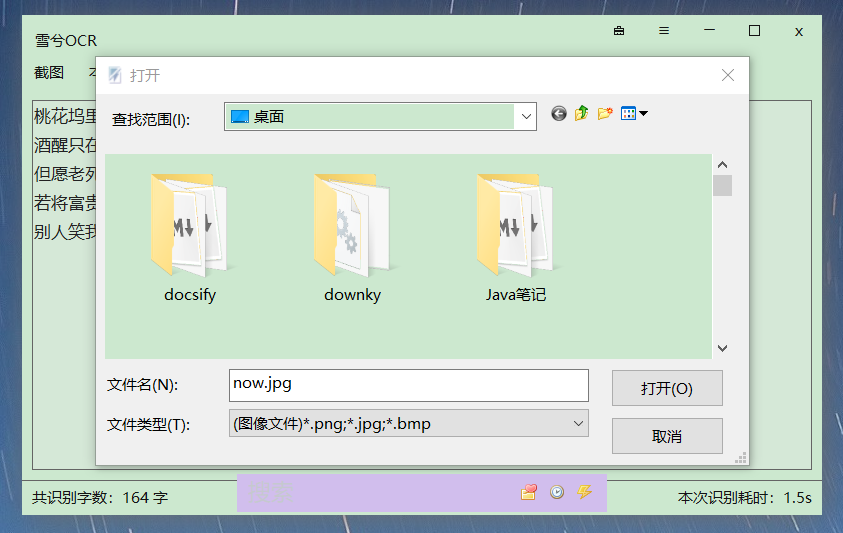 雪兮OCR
x
截图
打开
查找范围(I):
桌面
桃花坞里
酒醒只在
但愿老死
若将富贵
别人笑我
docsify
downky
Java笔记
文件名(N):
now.jpg
打开(O)
文件类型(T):
(图像文件)*.png;*.jpg;*.bmp
取消
共识别字数：164 字
本次识别耗时：1.5s